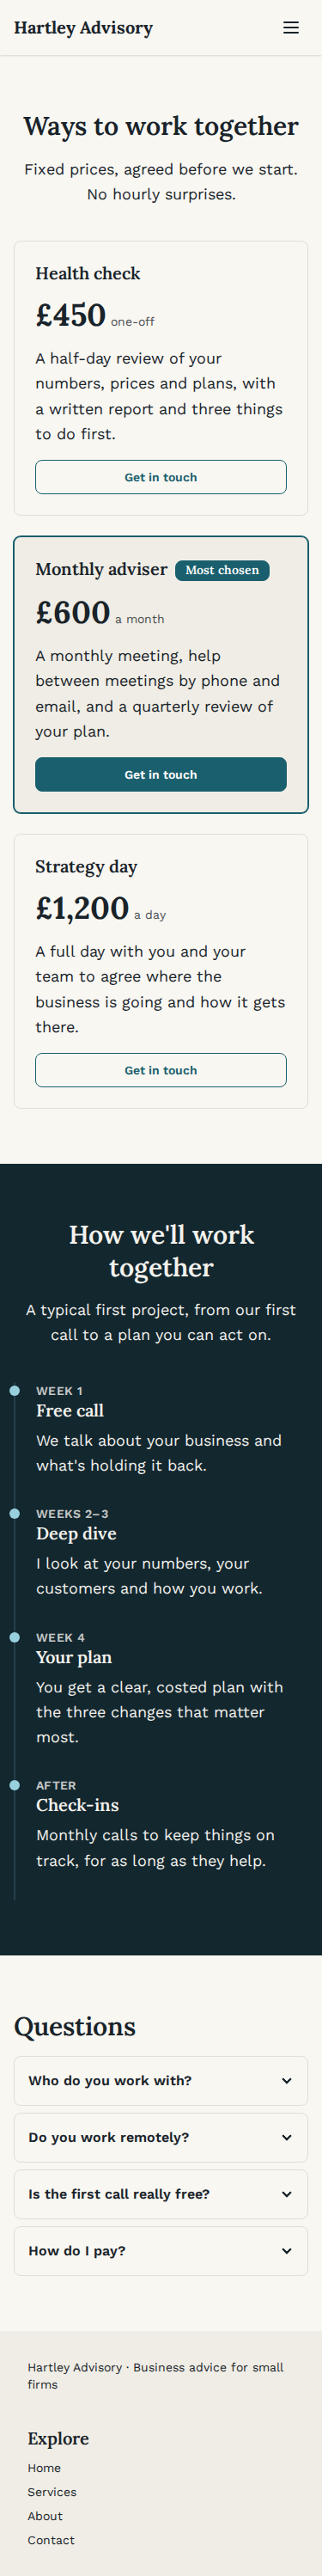 Hartley Advisory
Ways to work together
Fixed prices, agreed before we start.
No hourly surprises.
Health check
£450 one-off
A half-day review of your
numbers, prices and plans, with
a written report and three things
to do first.
Get in touch
Monthly adviser Most chosen
£600 a month
A monthly meeting, help
between meetings by phone and
email, and a quarterly review of
your plan.
Get in touch
Strategy day
£1,200 a day
A full day with you and your
team to agree where the
business is going and how it gets
there.
Get in touch
How we'll work
together
A typical first project, from our first
call to a plan you can act on.
WEEK 1
Free call
We talk about your business and
what's holding it back.
WEEKS 2–3
Deep dive
I look at your numbers, your
customers and how you work.
WEEK 4
Your plan
You get a clear, costed plan with
the three changes that matter
most.
AFTER
Check-ins
Monthly calls to keep things on
track, for as long as they help.
Questions
Who do you work with?
Do you work remotely?
Is the first call really free?
How do I pay?
Hartley Advisory · Business advice for small
firms
Explore
Home
Services
About
Contact